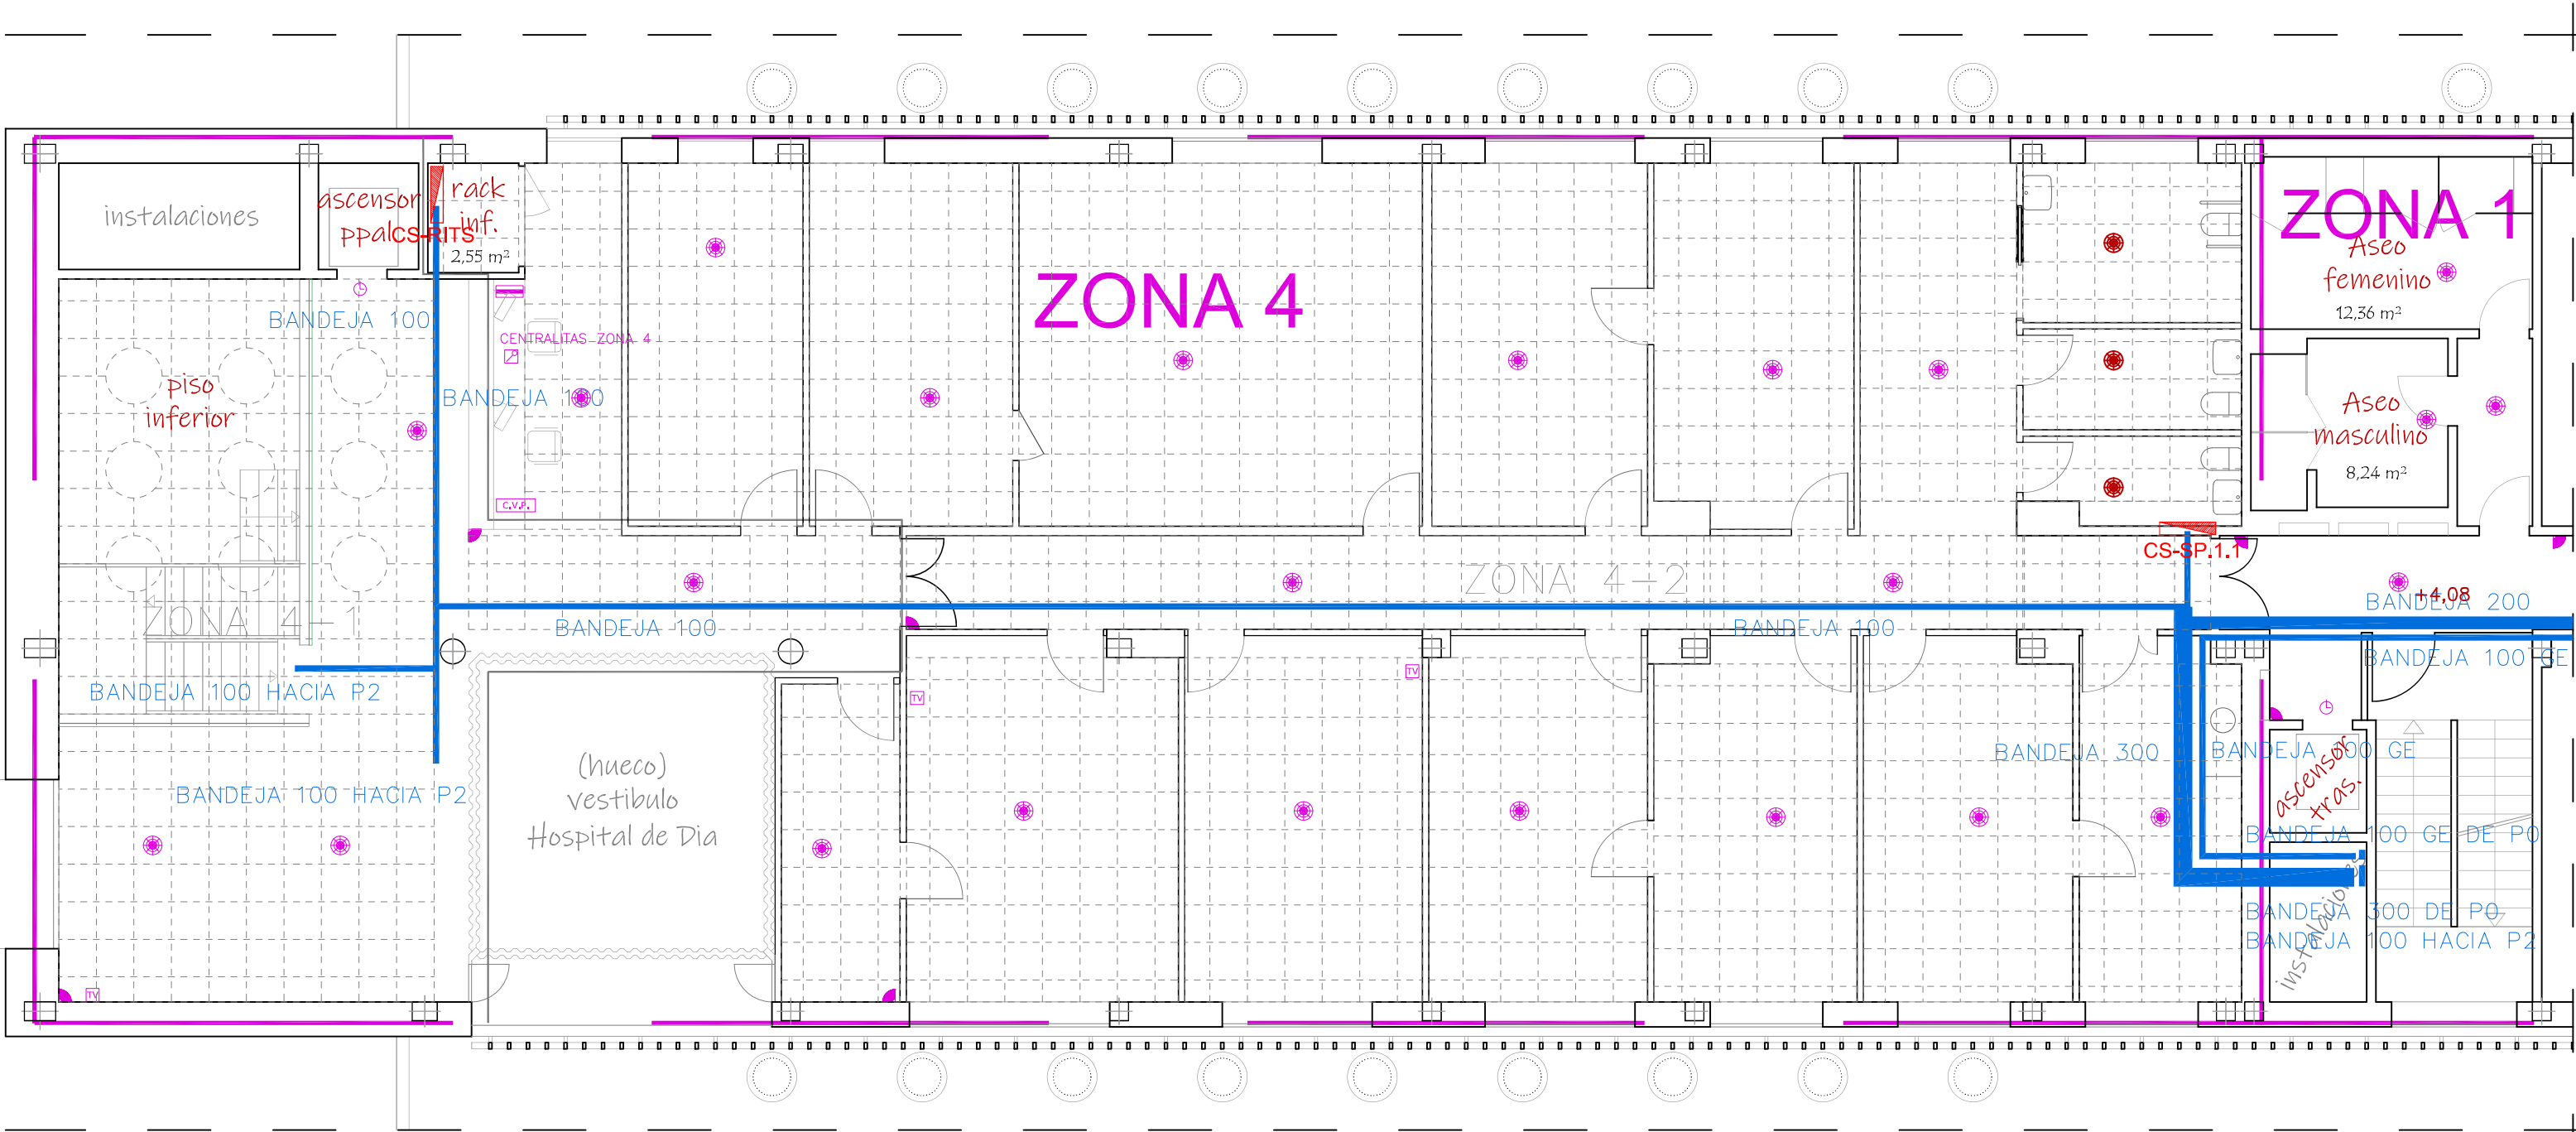 ZONA 1
ascensor
ppal
rack
inf.
CS-RITS
2,55 m²
instalaciones
Aseo
femenino
12,36 m²
ZONA 4
BANDEJA 100
CENTRALITAS ZONA 4
piso
inferior
BANDEJA 100
Aseo
masculino
8,24 m²
C.V.P.
CS-SP.1.1
ZONA 4-2
+4,08
BANDEJA 200
ZONA 4-1
BANDEJA 100
BANDEJA 100
BANDEJA 100 GE
TV
TV
BANDEJA 100 HACIA P2
BANDEJA 300
BANDEJA 100 GE
(hueco)
vestibulo
Hospital de Dia
ascensor
tras.
BANDEJA 100 HACIA P2
BANDEJA 100 GE DE P0
instalaciones
BANDEJA 300 DE P0
BANDEJA 100 HACIA P2
TV